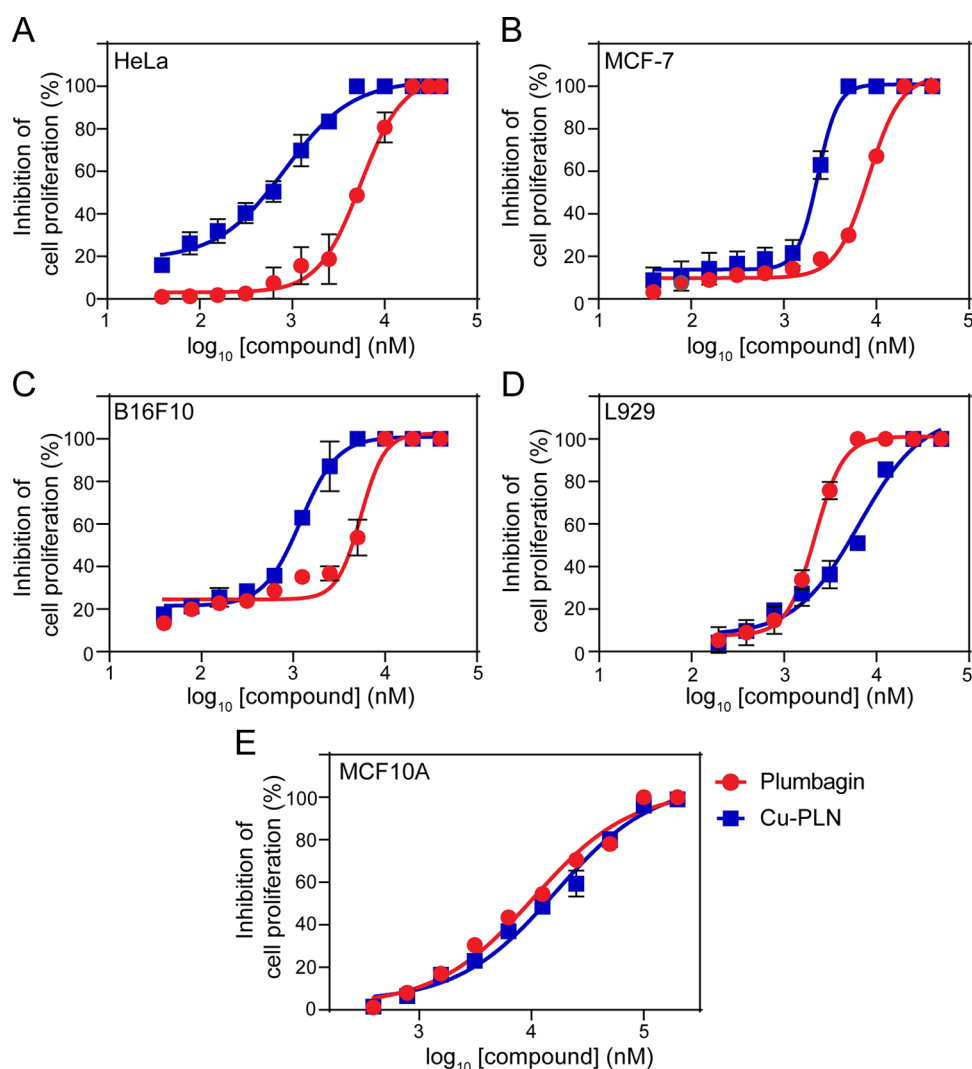 A
HeLa
Inhibition of
cell proliferation (%)
100
80
60
40
20
0
1 2 3 4 5
log₁₀ [compound] (nM)
B
MCF-7
Inhibition of
cell proliferation (%)
100
80
60
40
20
0
1 2 3 4 5
log₁₀ [compound] (nM)
C
B16F10
Inhibition of
cell proliferation (%)
100
80
60
40
20
0
1 2 3 4 5
log₁₀ [compound] (nM)
D
L929
Inhibition of
cell proliferation (%)
100
80
60
40
20
0
1 2 3 4 5
log₁₀ [compound] (nM)
E
MCF10A
Inhibition of
cell proliferation (%)
100
80
60
40
20
0
3 4 5
log₁₀ [compound] (nM)
Plumbagin
Cu-PLN